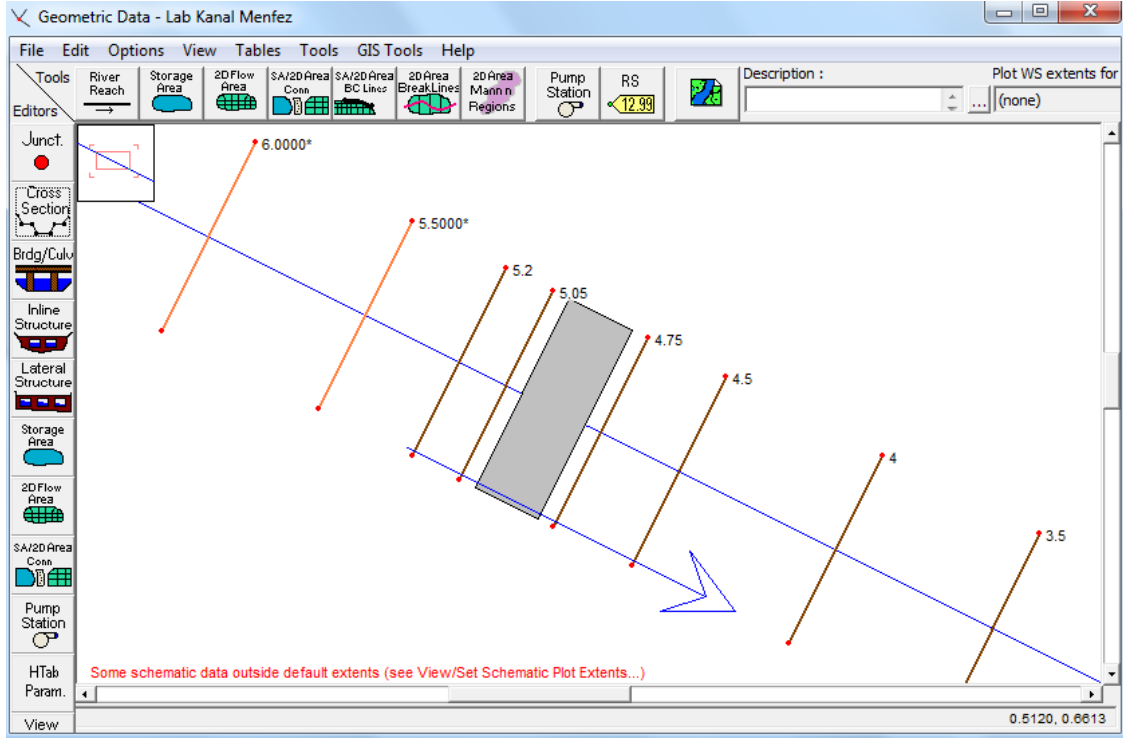 Geometric Data - Lab Kanal Menfez
File Edit Options View Tables Tools GIS Tools Help
Tools
Editors
River
Reach
Storage
Area
2D Flow
Area
SA/2D Area
Conn
SA/2D Area
BC Lines
2D Area
BreakLines
2D Area
Mann n
Regions
Pump
Station
RS
12.99
Description :
...
Plot WS extents for
(none)
Junct.
Cross
Section
Brdg/Culv
Inline
Structure
Lateral
Structure
Storage
Area
2D Flow
Area
SA/2D Area
Conn
Pump
Station
HTab
Param.
View
6.0000*
5.5000*
5.2
5.05
4.75
4.5
4
3.5
Some schematic data outside default extents (see View/Set Schematic Plot Extents...)
0.5120, 0.6613